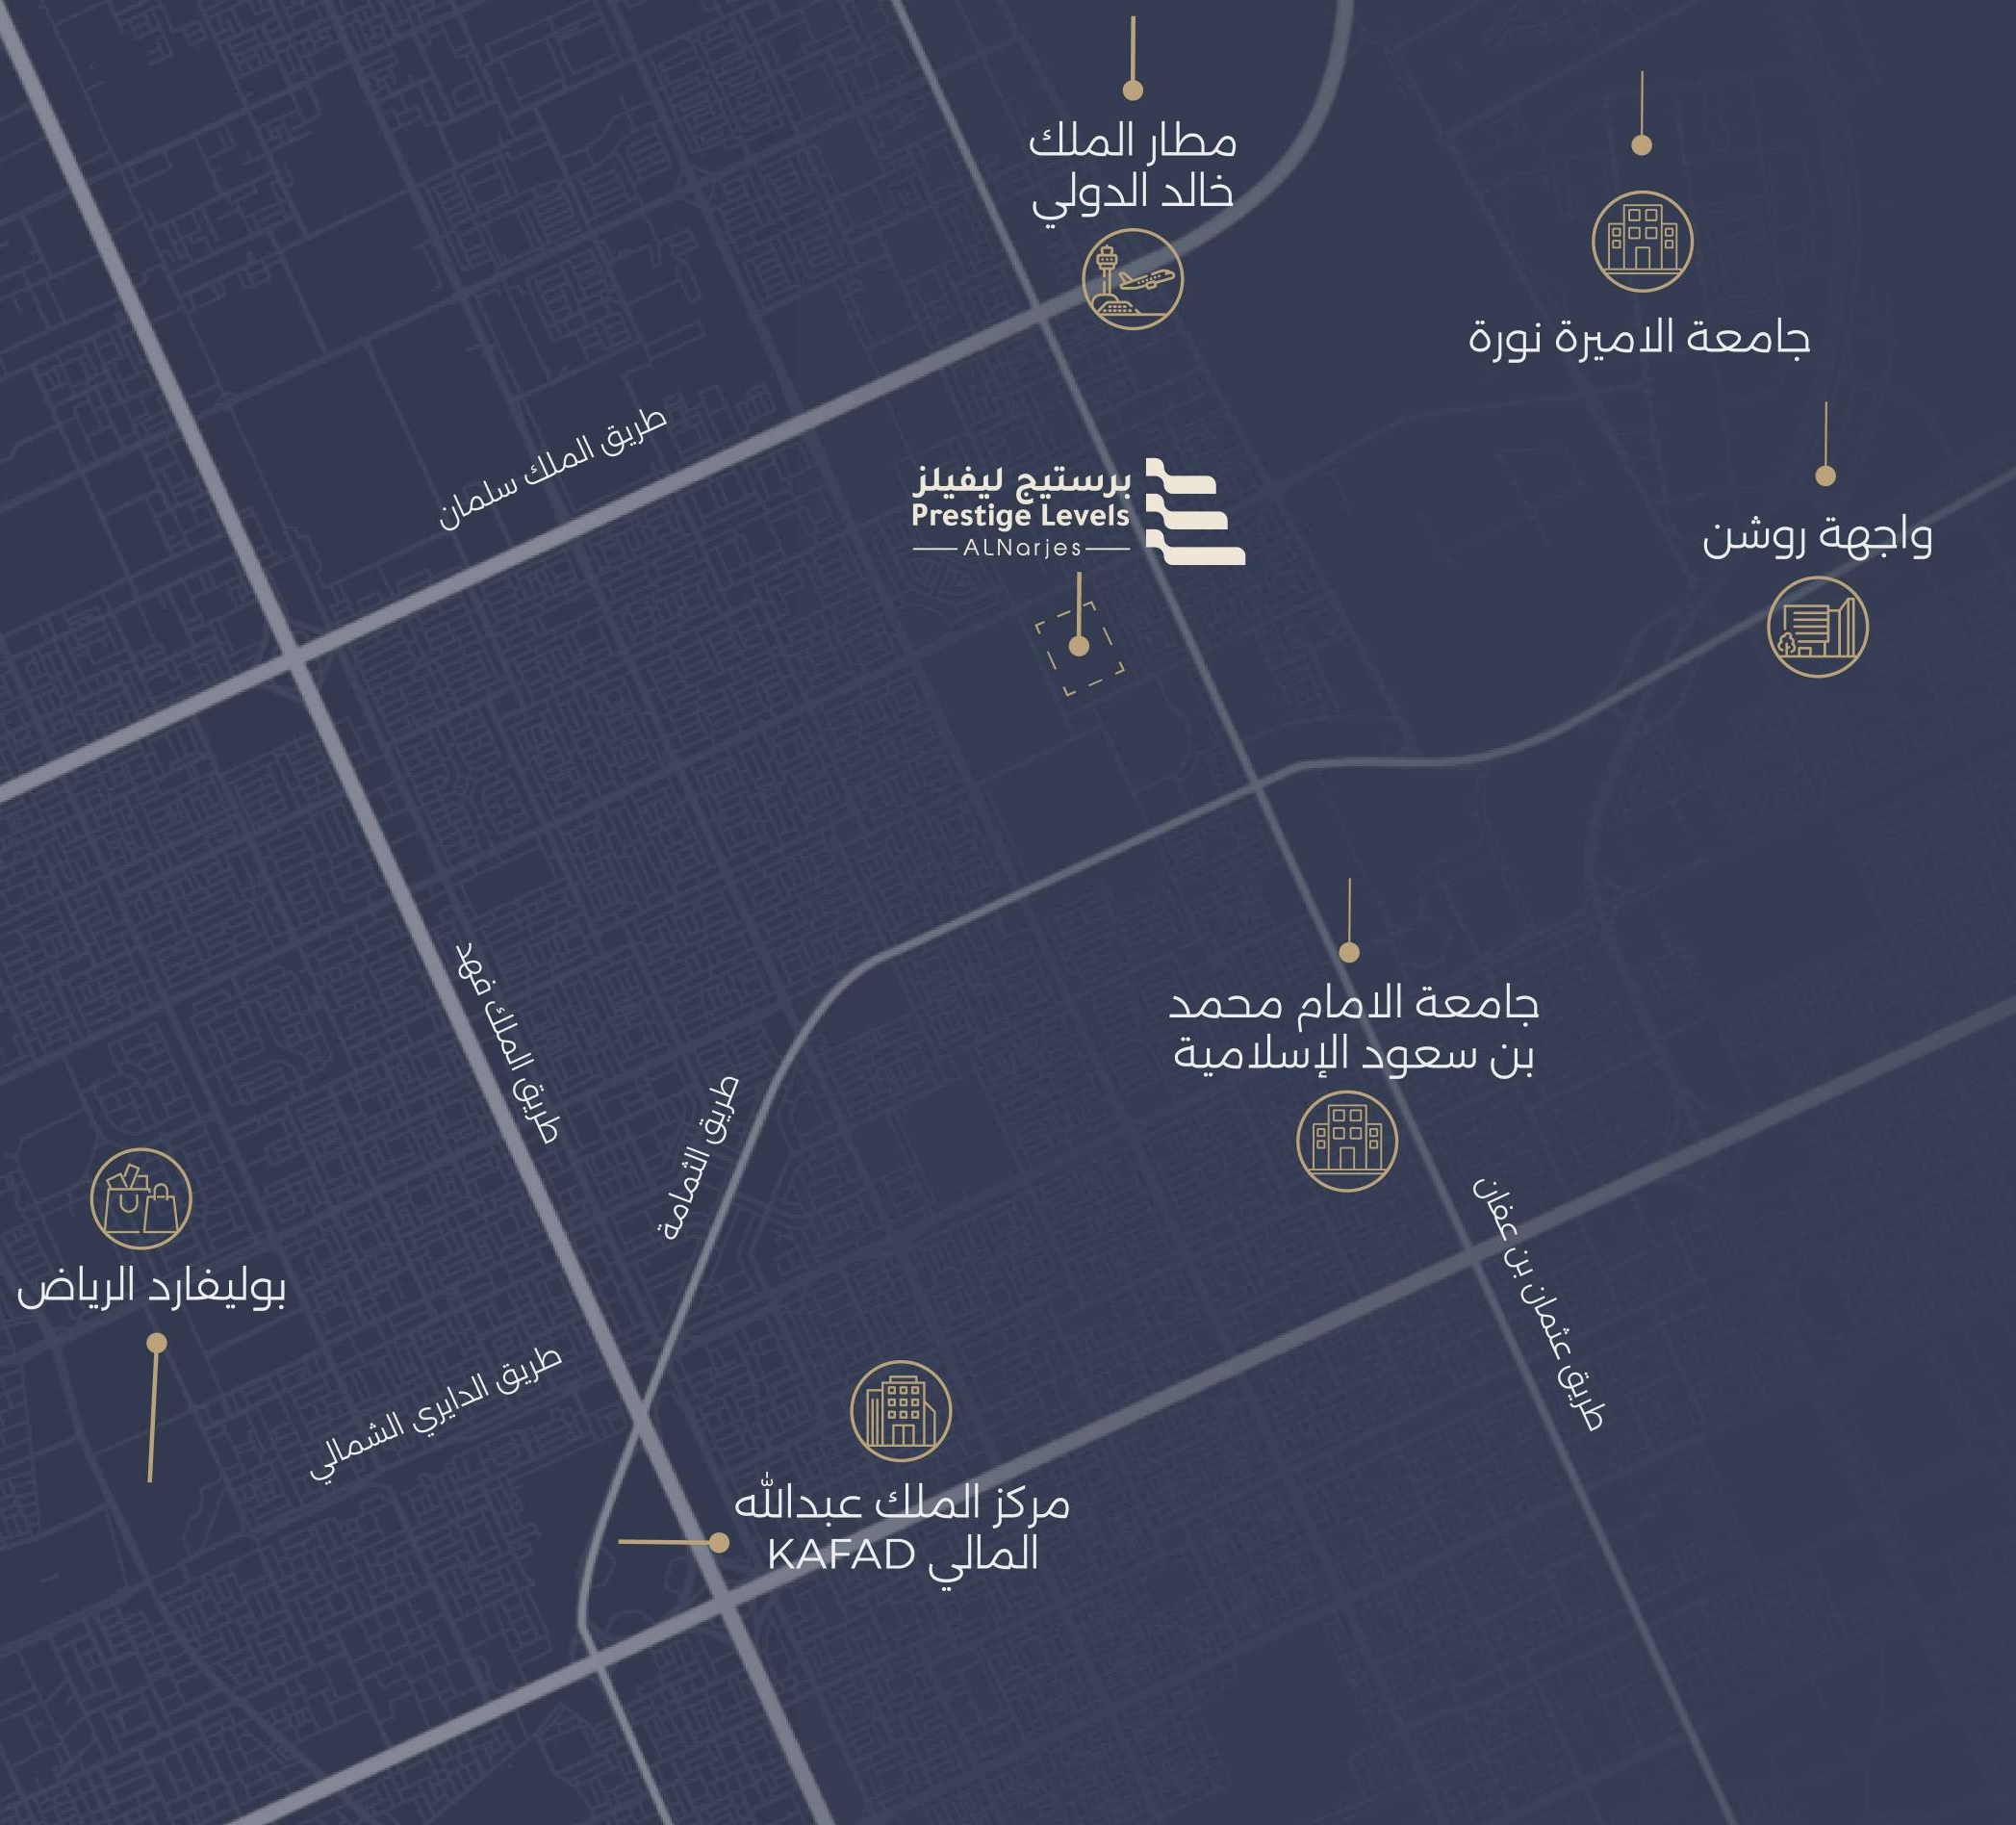 مطار الملك
خالد الدولي
جامعة الاميرة نورة
طريق الملك سلمان
برستيج ليفيلز
Prestige Levels
ALNarjes
واجهة روشن
طريق الملك فهد
جامعة الامام محمد
بن سعود الإسلامية
طريق الثمامة
طريق عثمان بن عفان
بوليفارد الرياض
طريق الدايري الشمالي
مركز الملك عبدالله
المالي KAFAD